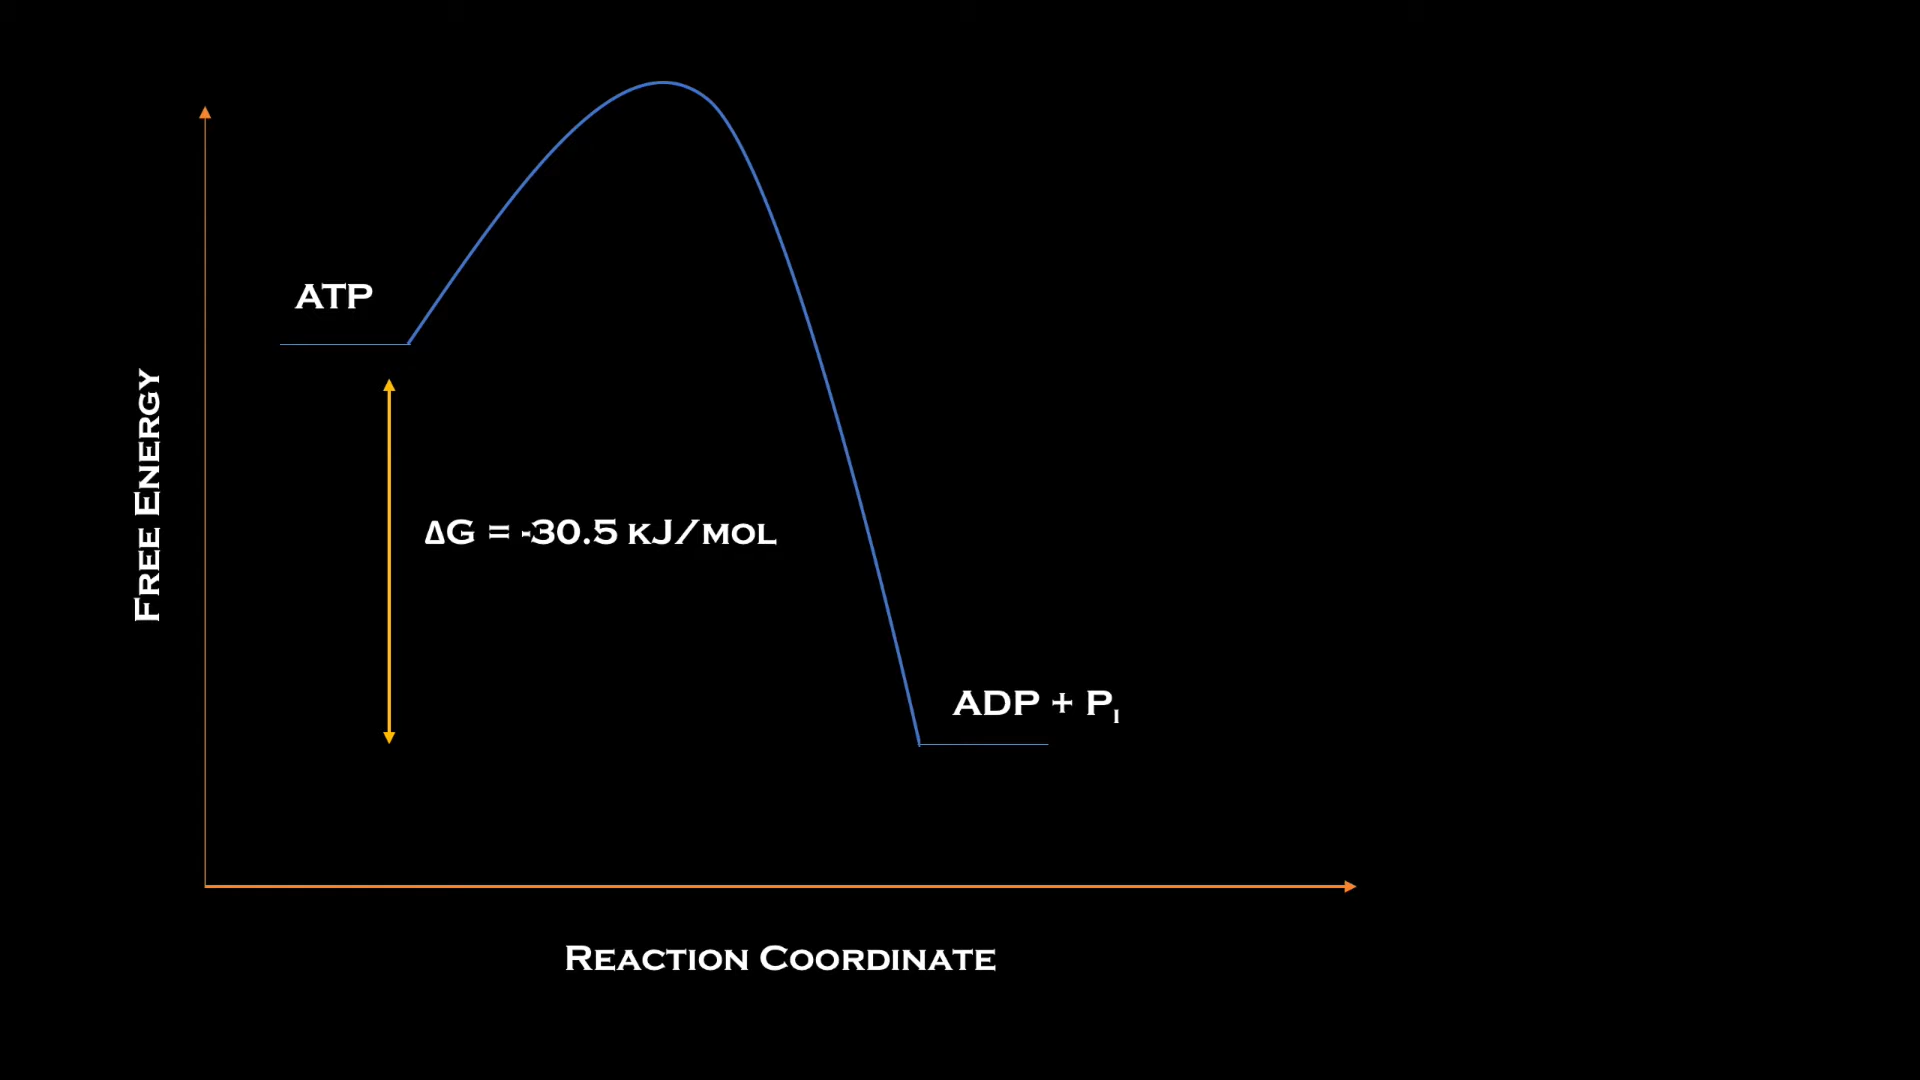 ATP
Free Energy
ΔG = -30.5 kJ/mol
ADP + Pi
Reaction Coordinate